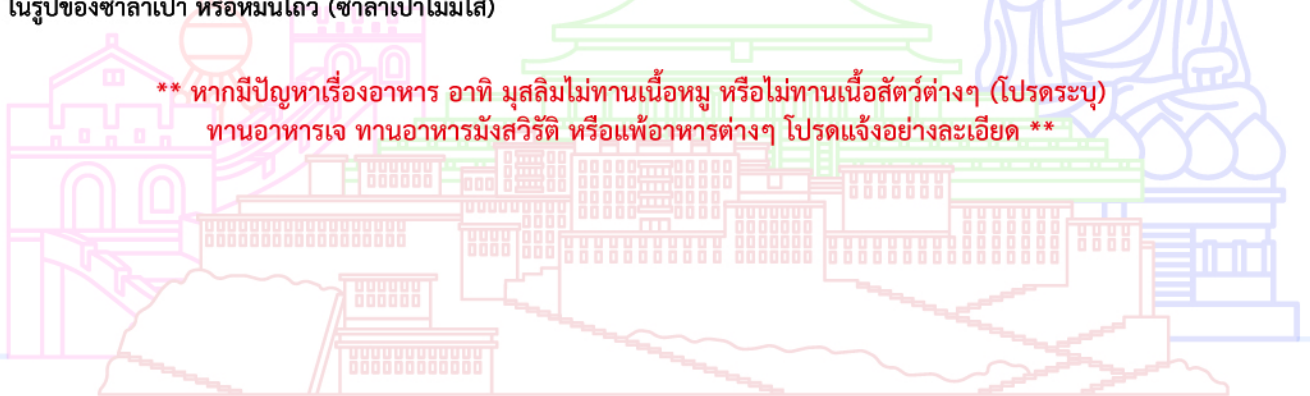 ในรูปของซาลาเปา หรือหมั่นโถว (ซาลาเปาไม่มีไส้)
** หากมีปัญหาเรื่องอาหาร อาทิ มุสลิมไม่ทานเนื้อหมู หรือไม่ทานเนื้อสัตว์ต่างๆ (โปรดระบุ)
ทานอาหารเจ ทานอาหารมังสวิรัติ หรือแพ้อาหารต่างๆ โปรดแจ้งอย่างละเอียด **